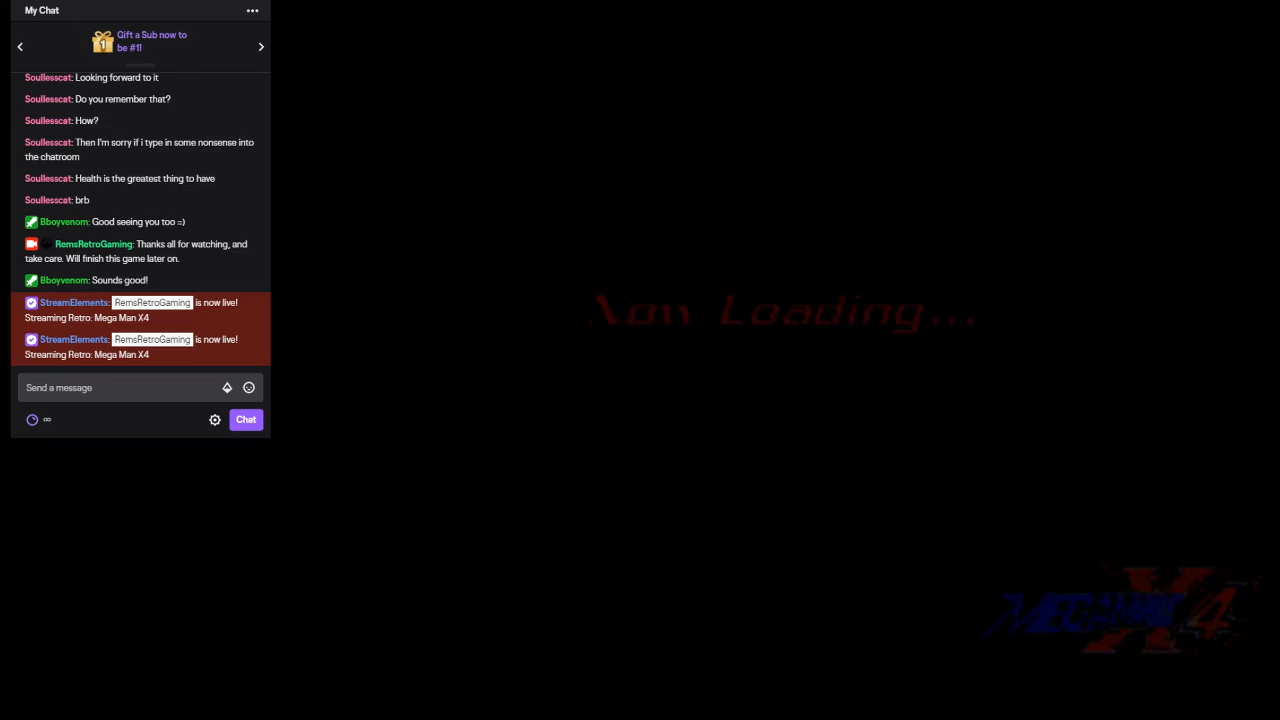 My Chat
Gift a Sub now to
be #1!
1
Soullesscat: Looking forward to it
Soullesscat: Do you remember that?
Soullesscat: How?
Soullesscat: Then I'm sorry if i type in some nonsense into
the chatroom
Soullesscat: Health is the greatest thing to have
Soullesscat: brb
Bboyvenom: Good seeing you too =)
RemsRetroGaming: Thanks all for watching, and
take care. Will finish this game later on.
Bboyvenom: Sounds good!
StreamElements: RemsRetroGaming is now live!
Streaming Retro: Mega Man X4
StreamElements: RemsRetroGaming is now live!
Streaming Retro: Mega Man X4
Send a message
∞
Chat
Now Loading...
MEGAMAN
X4